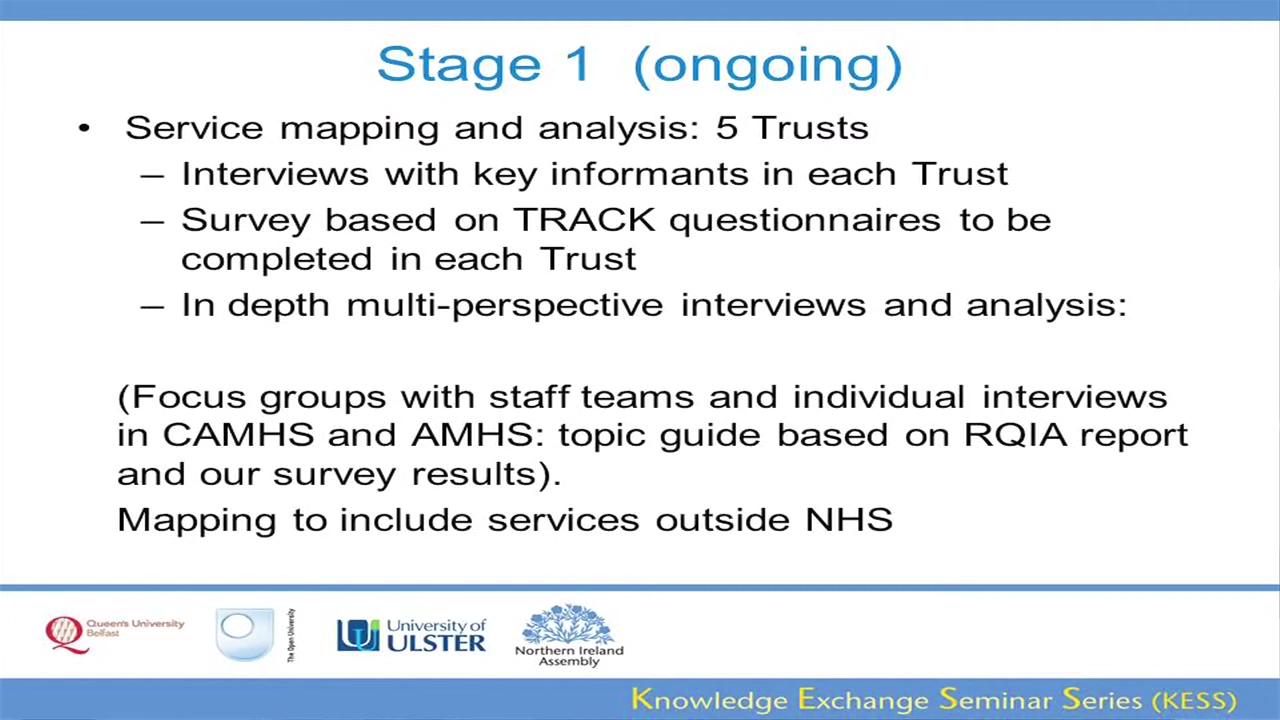 Stage 1 (ongoing)
• Service mapping and analysis: 5 Trusts
– Interviews with key informants in each Trust
– Survey based on TRACK questionnaires to be
completed in each Trust
– In depth multi-perspective interviews and analysis:
(Focus groups with staff teams and individual interviews
in CAMHS and AMHS: topic guide based on RQIA report
and our survey results).
Mapping to include services outside NHS
Queen's University
Belfast
The Open University
University of
ULSTER
Northern Ireland
Assembly
Knowledge Exchange Seminar Series (KESS)